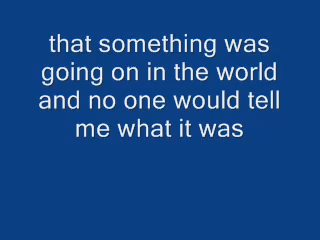 that something was
going on in the world
and no one would tell
me what it was